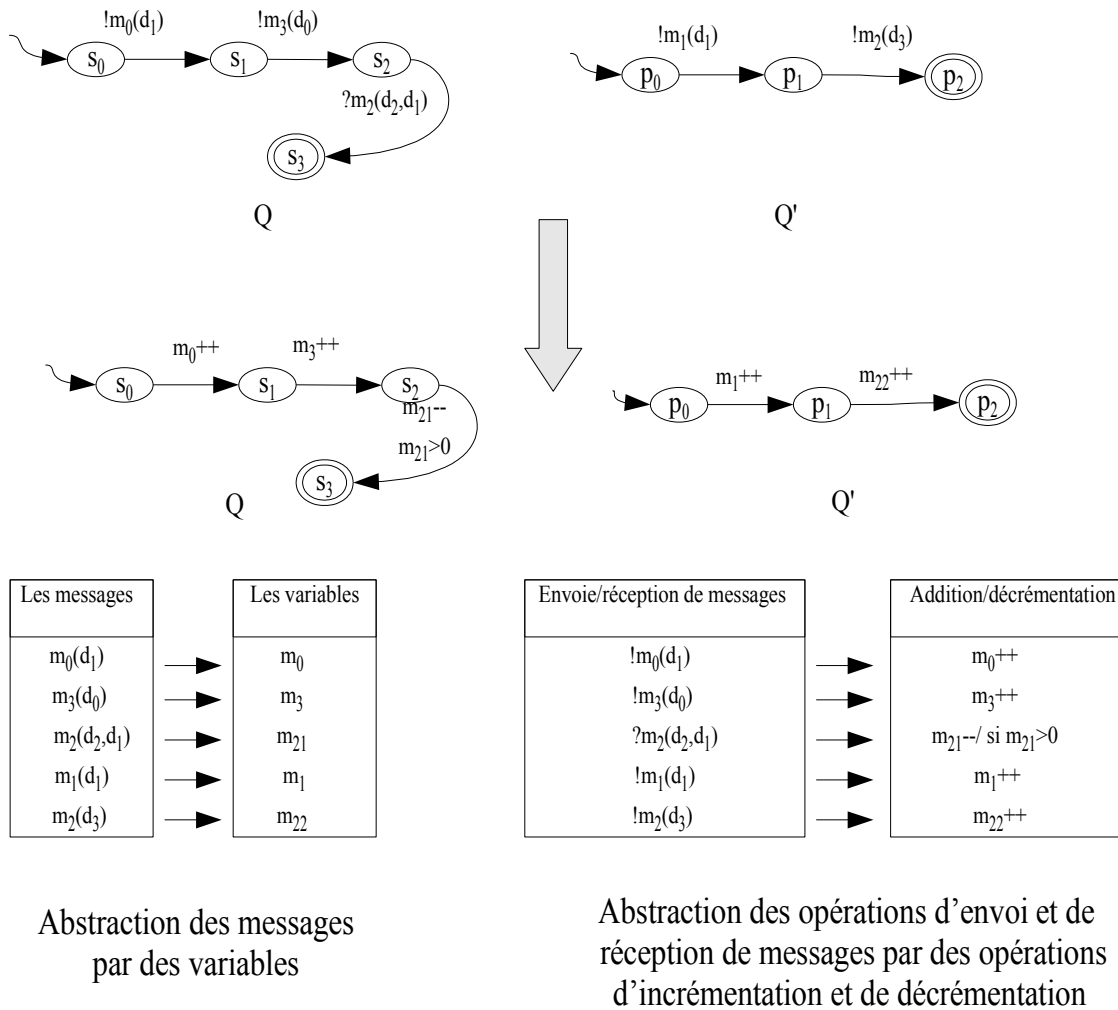 !m0(d1) !m3(d0)
s0 s1 s2
?m2(d2,d1)
s3
Q
!m1(d1) !m2(d3)
p0 p1 p2
Q'
m0++ m3++
s0 s1 s2
m21--
m21>0
s3
Q
m1++ m22++
p0 p1 p2
Q'
Les messages Les variables
m0(d1) m0
m3(d0) m3
m2(d2,d1) m21
m1(d1) m1
m2(d3) m22
Abstraction des messages
par des variables
Envoie/réception de messages Addition/décrémentation
!m0(d1) m0++
!m3(d0) m3++
?m2(d2,d1) m21--/ si m21>0
!m1(d1) m1++
!m2(d3) m22++
Abstraction des opérations d’envoi et de
réception de messages par des opérations
d’incrémentation et de décrémentation